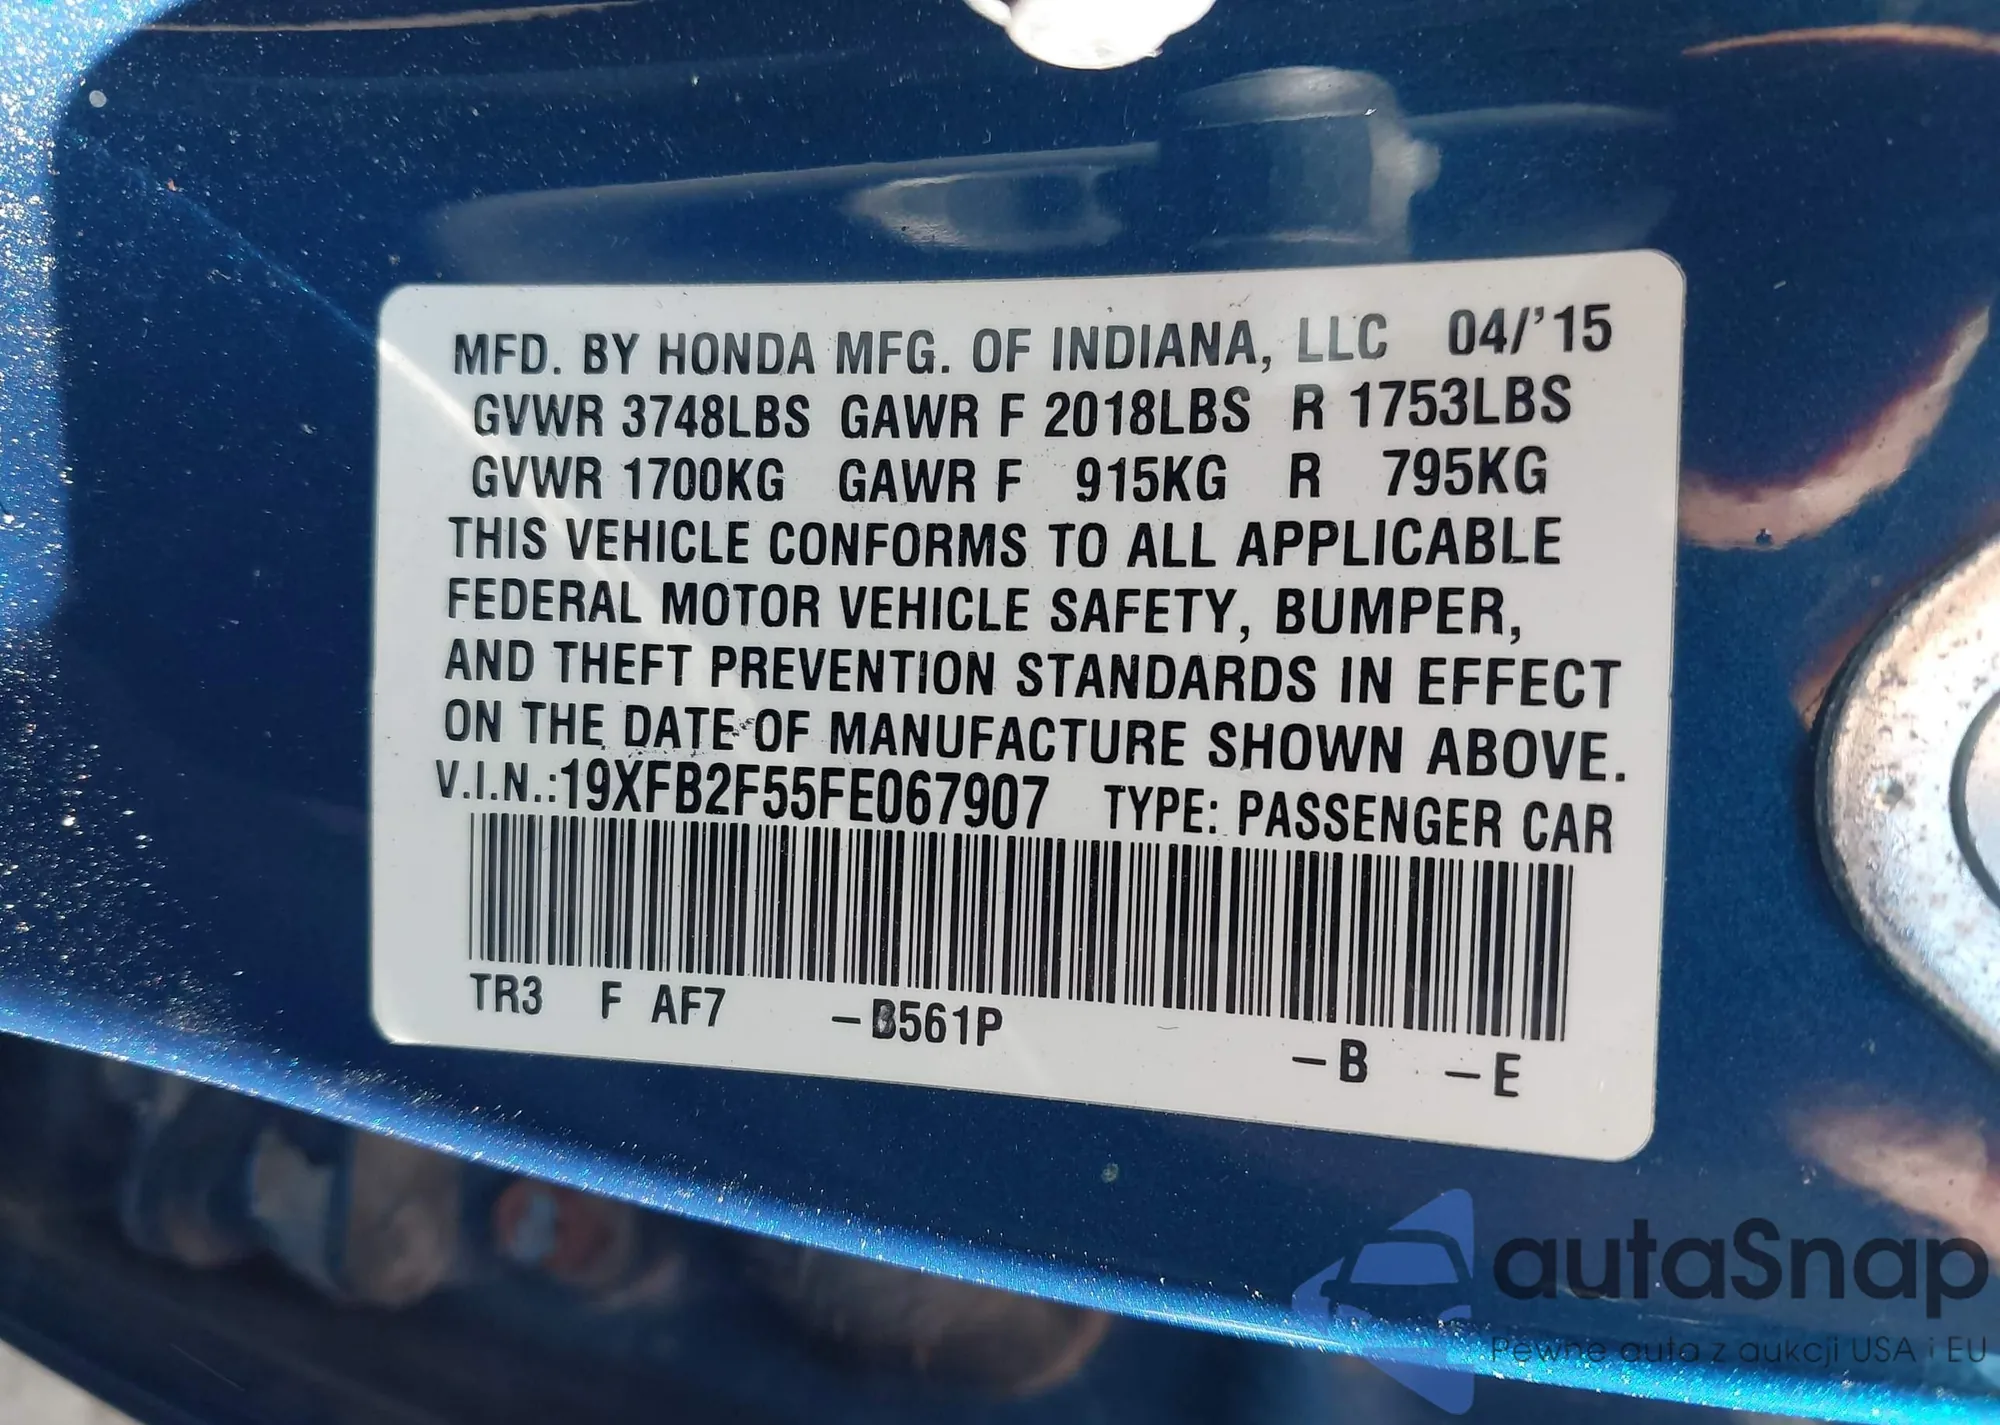 MFD. BY HONDA MFG. OF INDIANA, LLC 04/'15
GVWR 3748LBS GAWR F 2018LBS R 1753LBS
GVWR 1700KG GAWR F 915KG R 795KG
THIS VEHICLE CONFORMS TO ALL APPLICABLE
FEDERAL MOTOR VEHICLE SAFETY, BUMPER,
AND THEFT PREVENTION STANDARDS IN EFFECT
ON THE DATE OF MANUFACTURE SHOWN ABOVE.
V.I.N.:19XFB2F55FE067907 TYPE: PASSENGER CAR
TR3 F AF7 -B561P -B -E
autaSnap
Pewne auta z aukcji USA i EU